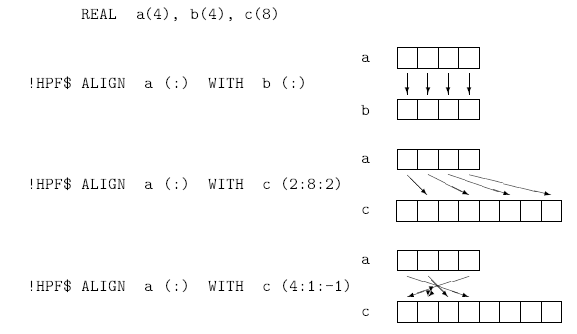 REAL a(4), b(4), c(8)
a
!HPF$ ALIGN a (:) WITH b (:)
b
a
!HPF$ ALIGN a (:) WITH c (2:8:2)
c
a
!HPF$ ALIGN a (:) WITH c (4:1:-1)
c